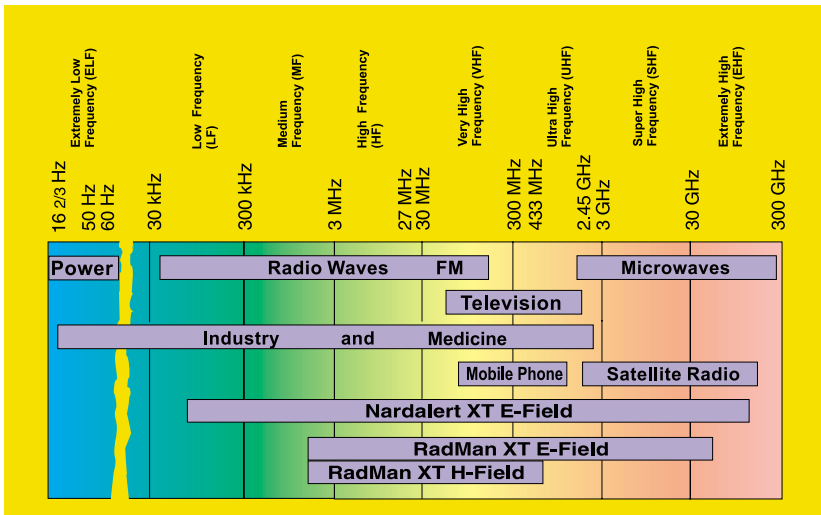 Extremely Low
Frequency (ELF)
Low Frequency
(LF)
Medium
Frequency (MF)
High Frequency
(HF)
Very High
Frequency (VHF)
Ultra High
Frequency (UHF)
Super High
Frequency (SHF)
Extremely High
Frequency (EHF)
16 2/3 Hz
50 Hz
60 Hz
30 kHz
300 kHz
3 MHz
27 MHz
30 MHz
300 MHz
433 MHz
2.45 GHz
3 GHz
30 GHz
300 GHz
Power
Radio Waves FM
Microwaves
Television
Industry and Medicine
Mobile Phone
Satellite Radio
Nardalert XT E-Field
RadMan XT E-Field
RadMan XT H-Field